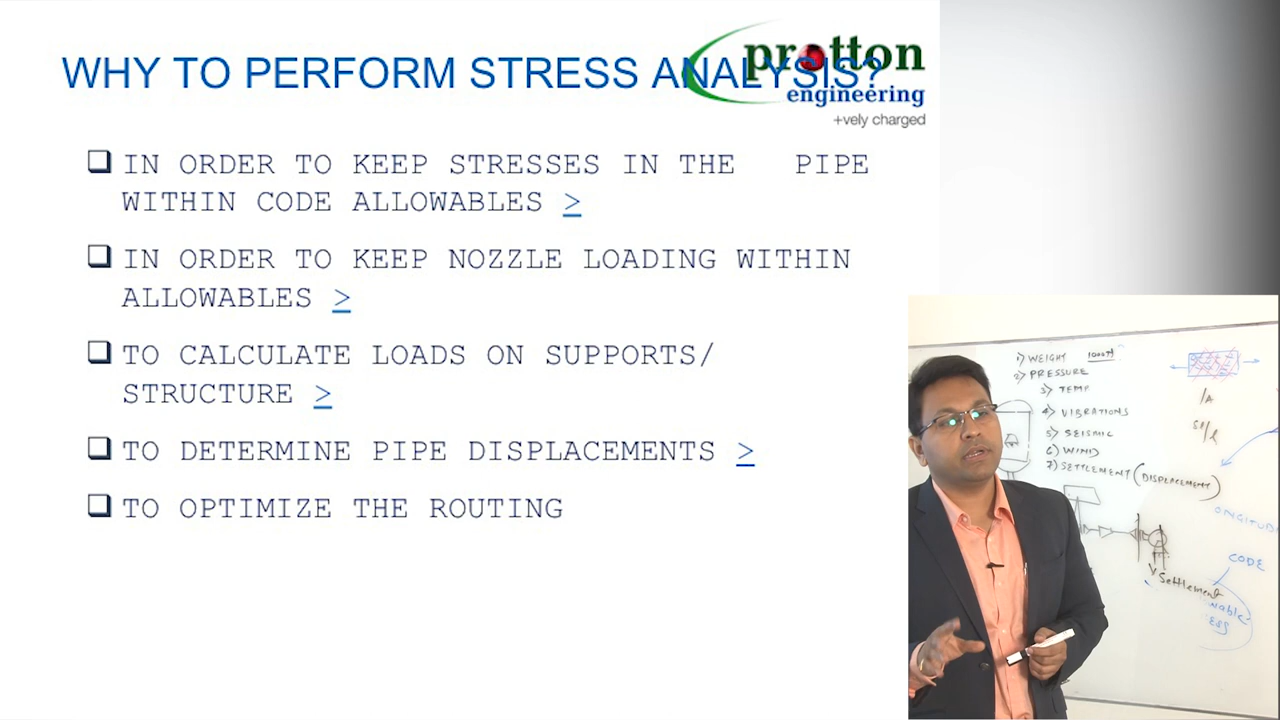 WHY TO PERFORM STRESS ANALYSIS?
protton
engineering
+vely charged
IN ORDER TO KEEP STRESSES IN THE PIPE
WITHIN CODE ALLOWABLES >
IN ORDER TO KEEP NOZZLE LOADING WITHIN
ALLOWABLES >
TO CALCULATE LOADS ON SUPPORTS/
STRUCTURE >
TO DETERMINE PIPE DISPLACEMENTS >
TO OPTIMIZE THE ROUTING
1) WEIGHT
2) PRESSURE
3) TEMP
4) VIBRATIONS
5) SEISMIC
6) WIND
7) SETTLEMENT (DISPLACEMENT)
CODE
Settlement